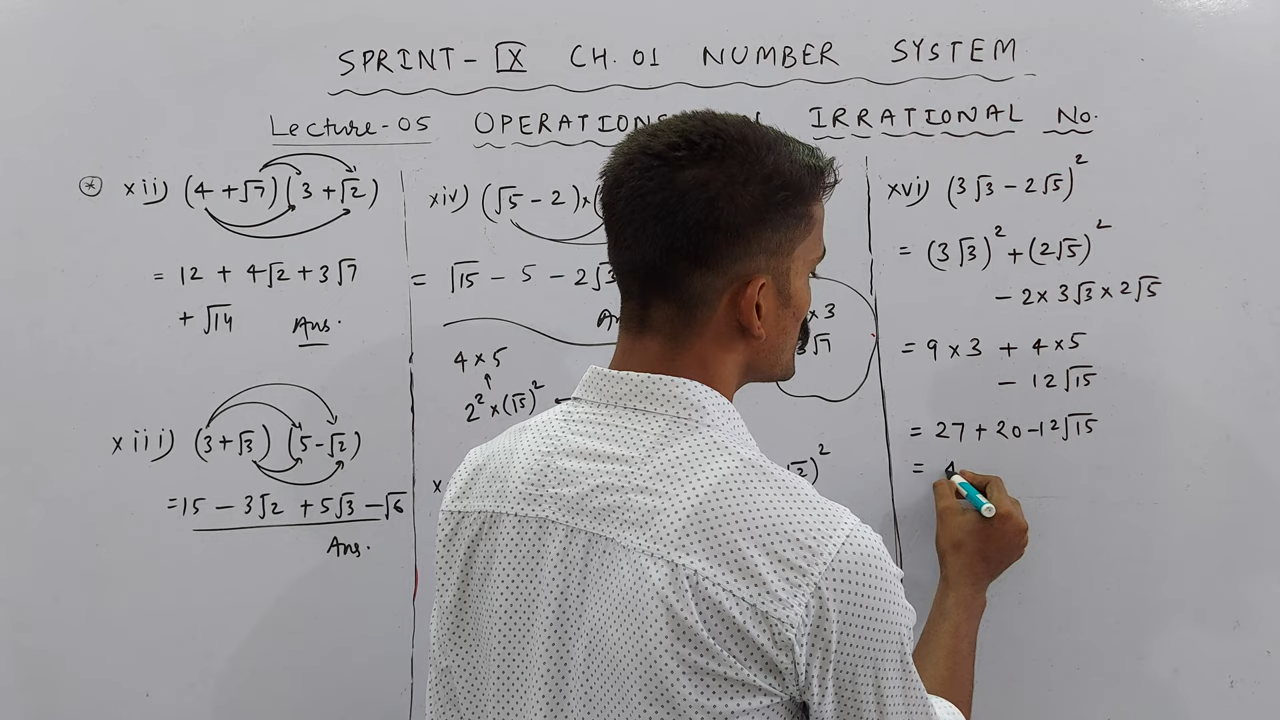 SPRINT-IX CH. 01 NUMBER SYSTEM
Lecture-05 OPERATIONS IRRATIONAL No.
* xii) (4 + √7) (3 + √2)
= 12 + 4√2 + 3√7
+ √14 Ans.
xiii) (3 + √3) (5 - √2)
= 15 - 3√2 + 5√3 - √6
Ans.
xiv) (√5 - 2) × (
= √15 - 5 - 2√3
4 × 5
2² × (√5)²
× 3
√7
√2)²
xvi) (3√3 - 2√5)²
= (3√3)² + (2√5)²
- 2 × 3√3 × 2√5
= 9 × 3 + 4 × 5
- 12√15
= 27 + 20 - 12√15
= 4